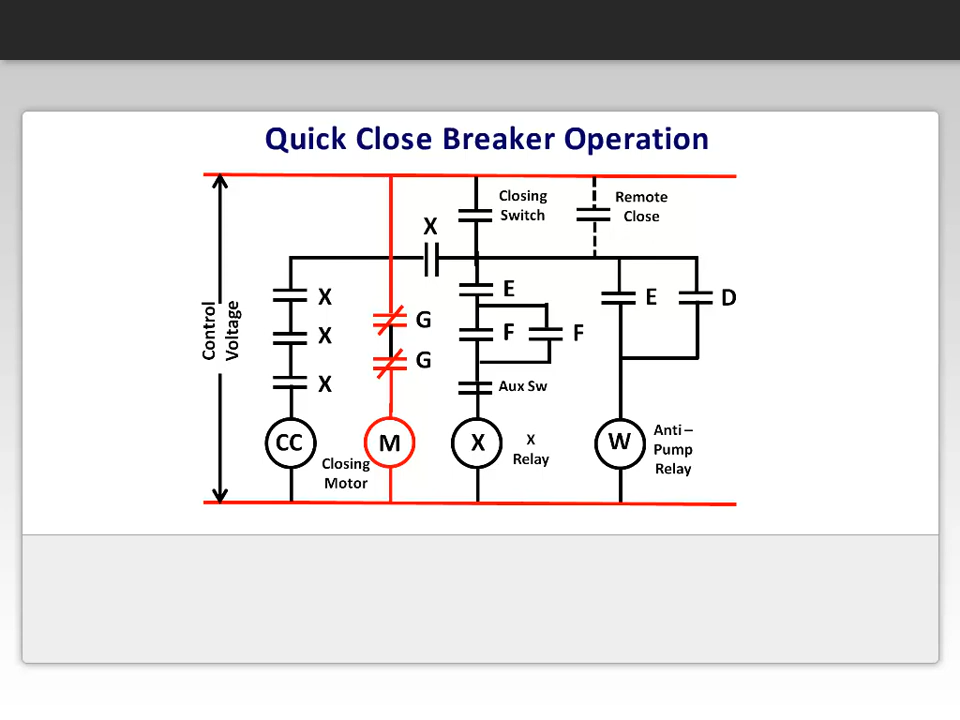 Quick Close Breaker Operation
Closing
Switch
Remote
Close
X
Control
Voltage
X
E
E
D
G
X
F
F
G
X
Aux Sw
CC
M
X
W
X
Relay
Anti –
Pump
Relay
Closing
Motor